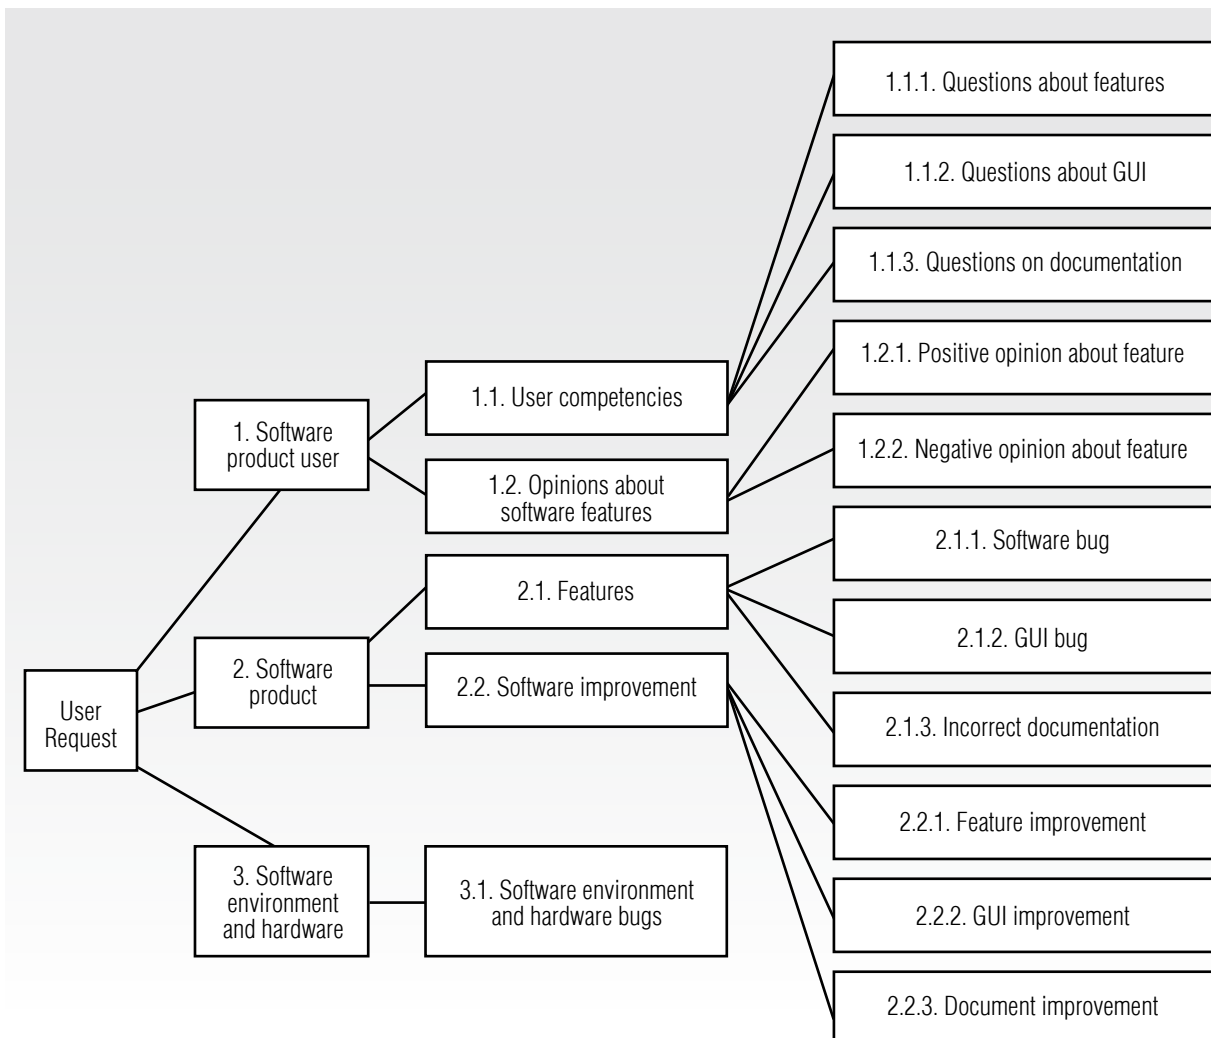 User
Request
1. Software
product user
2. Software
product
3. Software
environment
and hardware
1.1. User competencies
1.2. Opinions about
software features
2.1. Features
2.2. Software improvement
3.1. Software environment
and hardware bugs
1.1.1. Questions about features
1.1.2. Questions about GUI
1.1.3. Questions on documentation
1.2.1. Positive opinion about feature
1.2.2. Negative opinion about feature
2.1.1. Software bug
2.1.2. GUI bug
2.1.3. Incorrect documentation
2.2.1. Feature improvement
2.2.2. GUI improvement
2.2.3. Document improvement